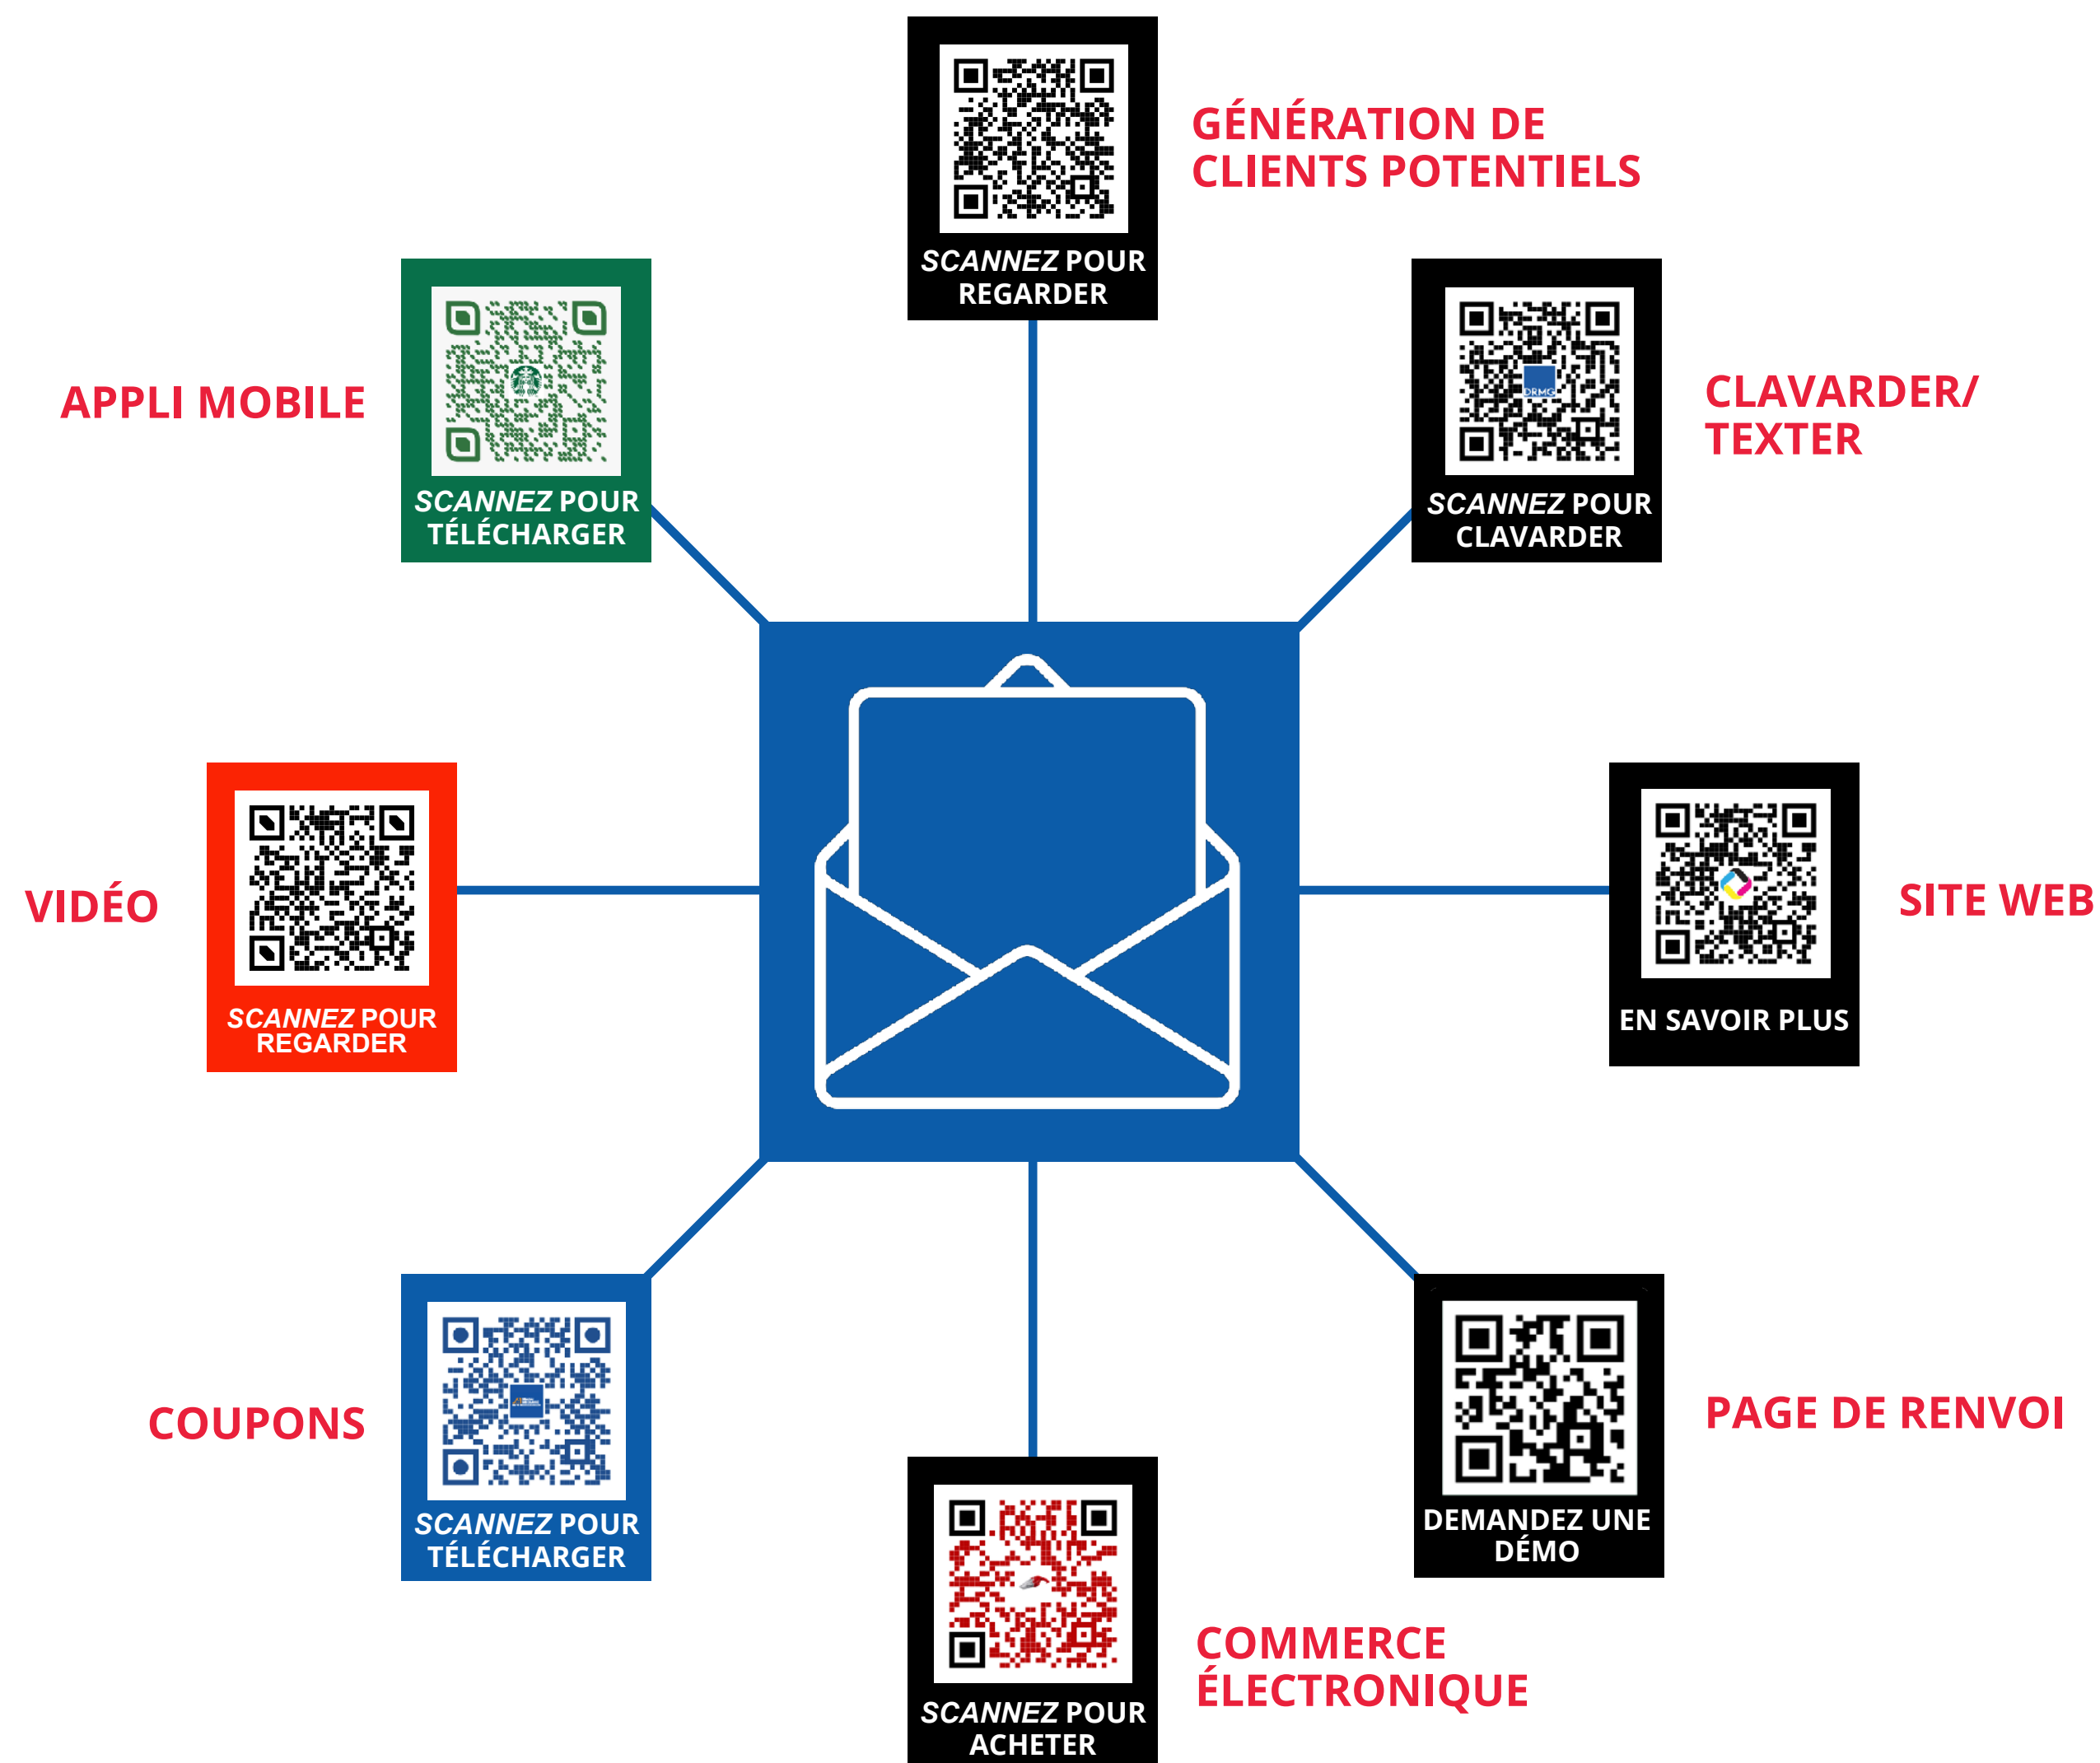 GÉNÉRATION DE
CLIENTS POTENTIELS
SCANNEZ POUR
REGARDER
APPLI MOBILE
SCANNEZ POUR
TÉLÉCHARGER
CLAVARDER/
TEXTER
DRMG
SCANNEZ POUR
CLAVARDER
VIDÉO
SCANNEZ POUR
REGARDER
SITE WEB
EN SAVOIR PLUS
COUPONS
SCANNEZ POUR
TÉLÉCHARGER
PAGE DE RENVOI
DEMANDEZ UNE
DÉMO
COMMERCE
ÉLECTRONIQUE
SCANNEZ POUR
ACHETER